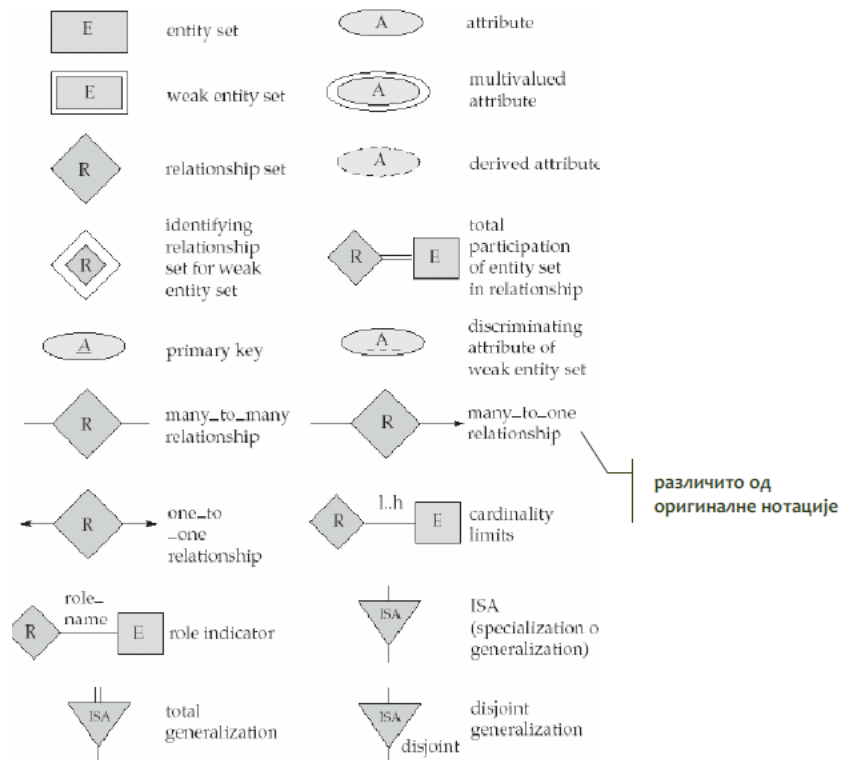 E
entity set
A
attribute
E
weak entity set
A
multivalued
attribute
R
relationship set
A
derived attribute
R
identifying
relationship
set for weak
entity set
R
E
total
participation
of entity set
in relationship
A
primary key
A
discriminating
attribute of
weak entity set
R
many_to_many
relationship
R
many_to_one
relationship
различито од
оригиналне нотације
R
one_to
_one
relationship
R
l..h
E
cardinality
limits
R
role_
name
E
role indicator
ISA
ISA
(specialization o
generalization)
ISA
total
generalization
ISA
disjoint
disjoint
generalization